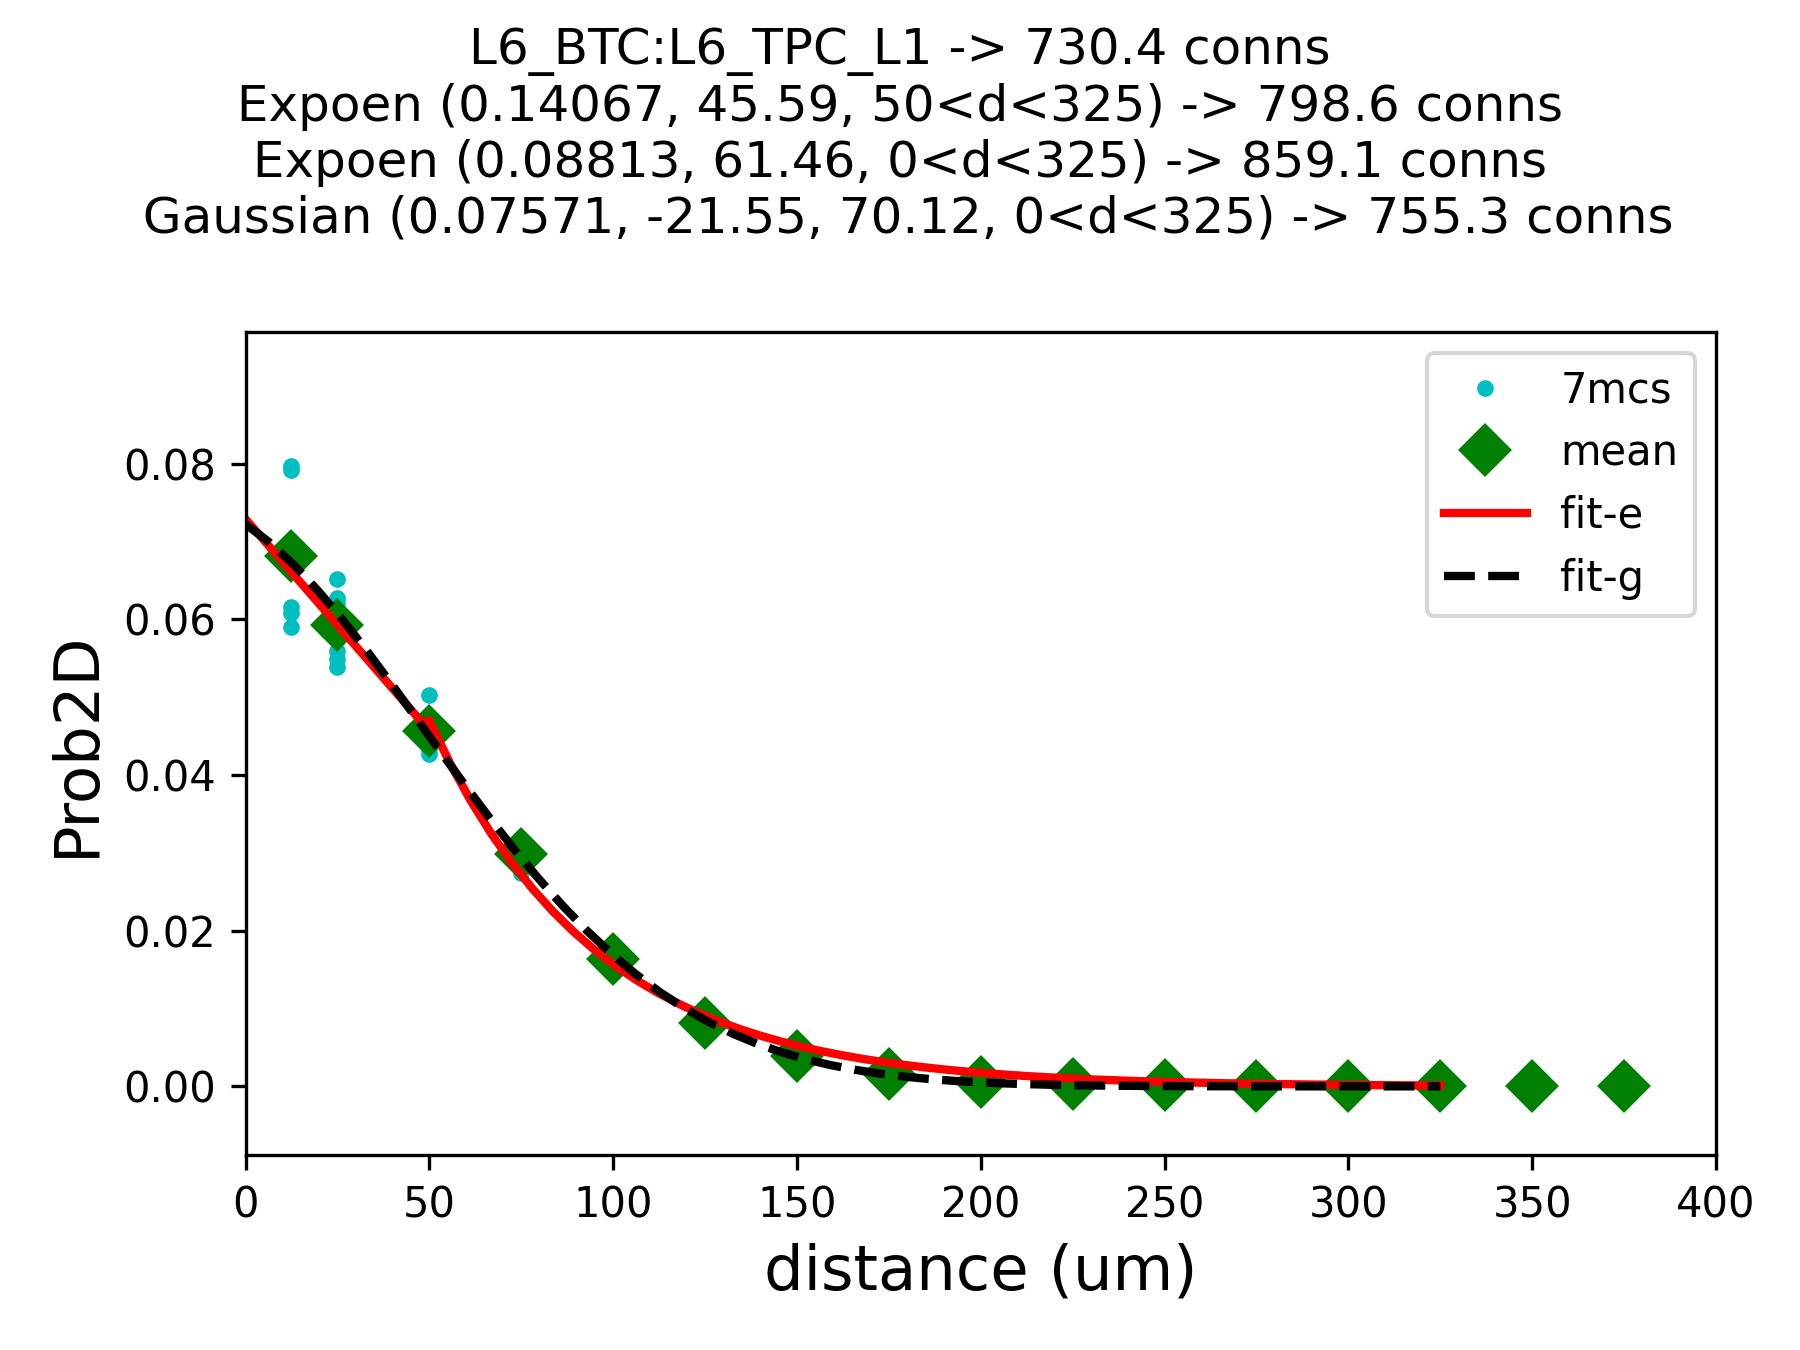 L6_BTC:L6_TPC_L1 -> 730.4 conns
Expoen (0.14067, 45.59, 50<d<325) -> 798.6 conns
Expoen (0.08813, 61.46, 0<d<325) -> 859.1 conns
Gaussian (0.07571, -21.55, 70.12, 0<d<325) -> 755.3 conns
7mcs
mean
fit-e
fit-g
Prob2D
0.08
0.06
0.04
0.02
0.00
0 50 100 150 200 250 300 350 400
distance (um)